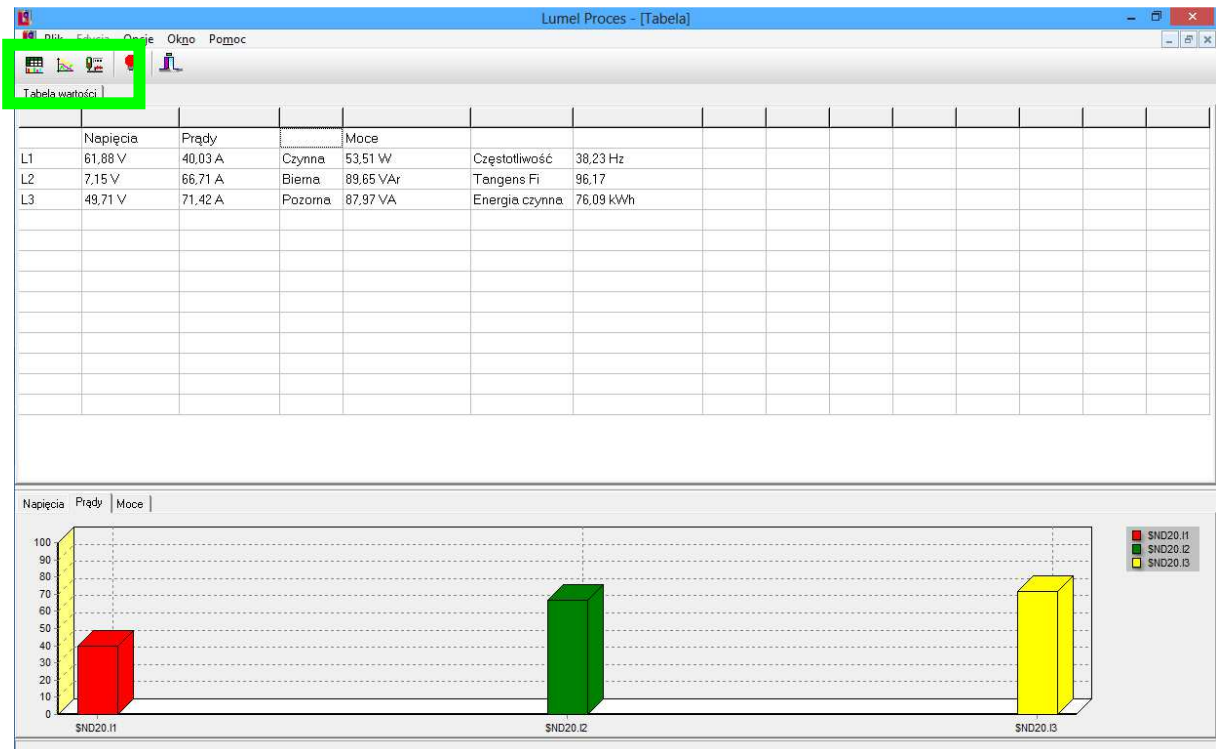 Lumel Proces - [Tabela]
Plik Edycja Opcje Okno Pomoc
Tabela wartości
Napięcia Prądy Moce
L1 61,88 V 40,03 A Czynna 53,51 W Częstotliwość 38,23 Hz
L2 7,15 V 66,71 A Bierna 89,65 VAr Tangens Fi 96,17
L3 49,71 V 71,42 A Pozorna 87,97 VA Energia czynna 76,09 kWh
Napięcia Prądy Moce
100
90
80
70
60
50
40
30
20
10
0
$ND20.I1 $ND20.I2 $ND20.I3
$ND20.I1
$ND20.I2
$ND20.I3